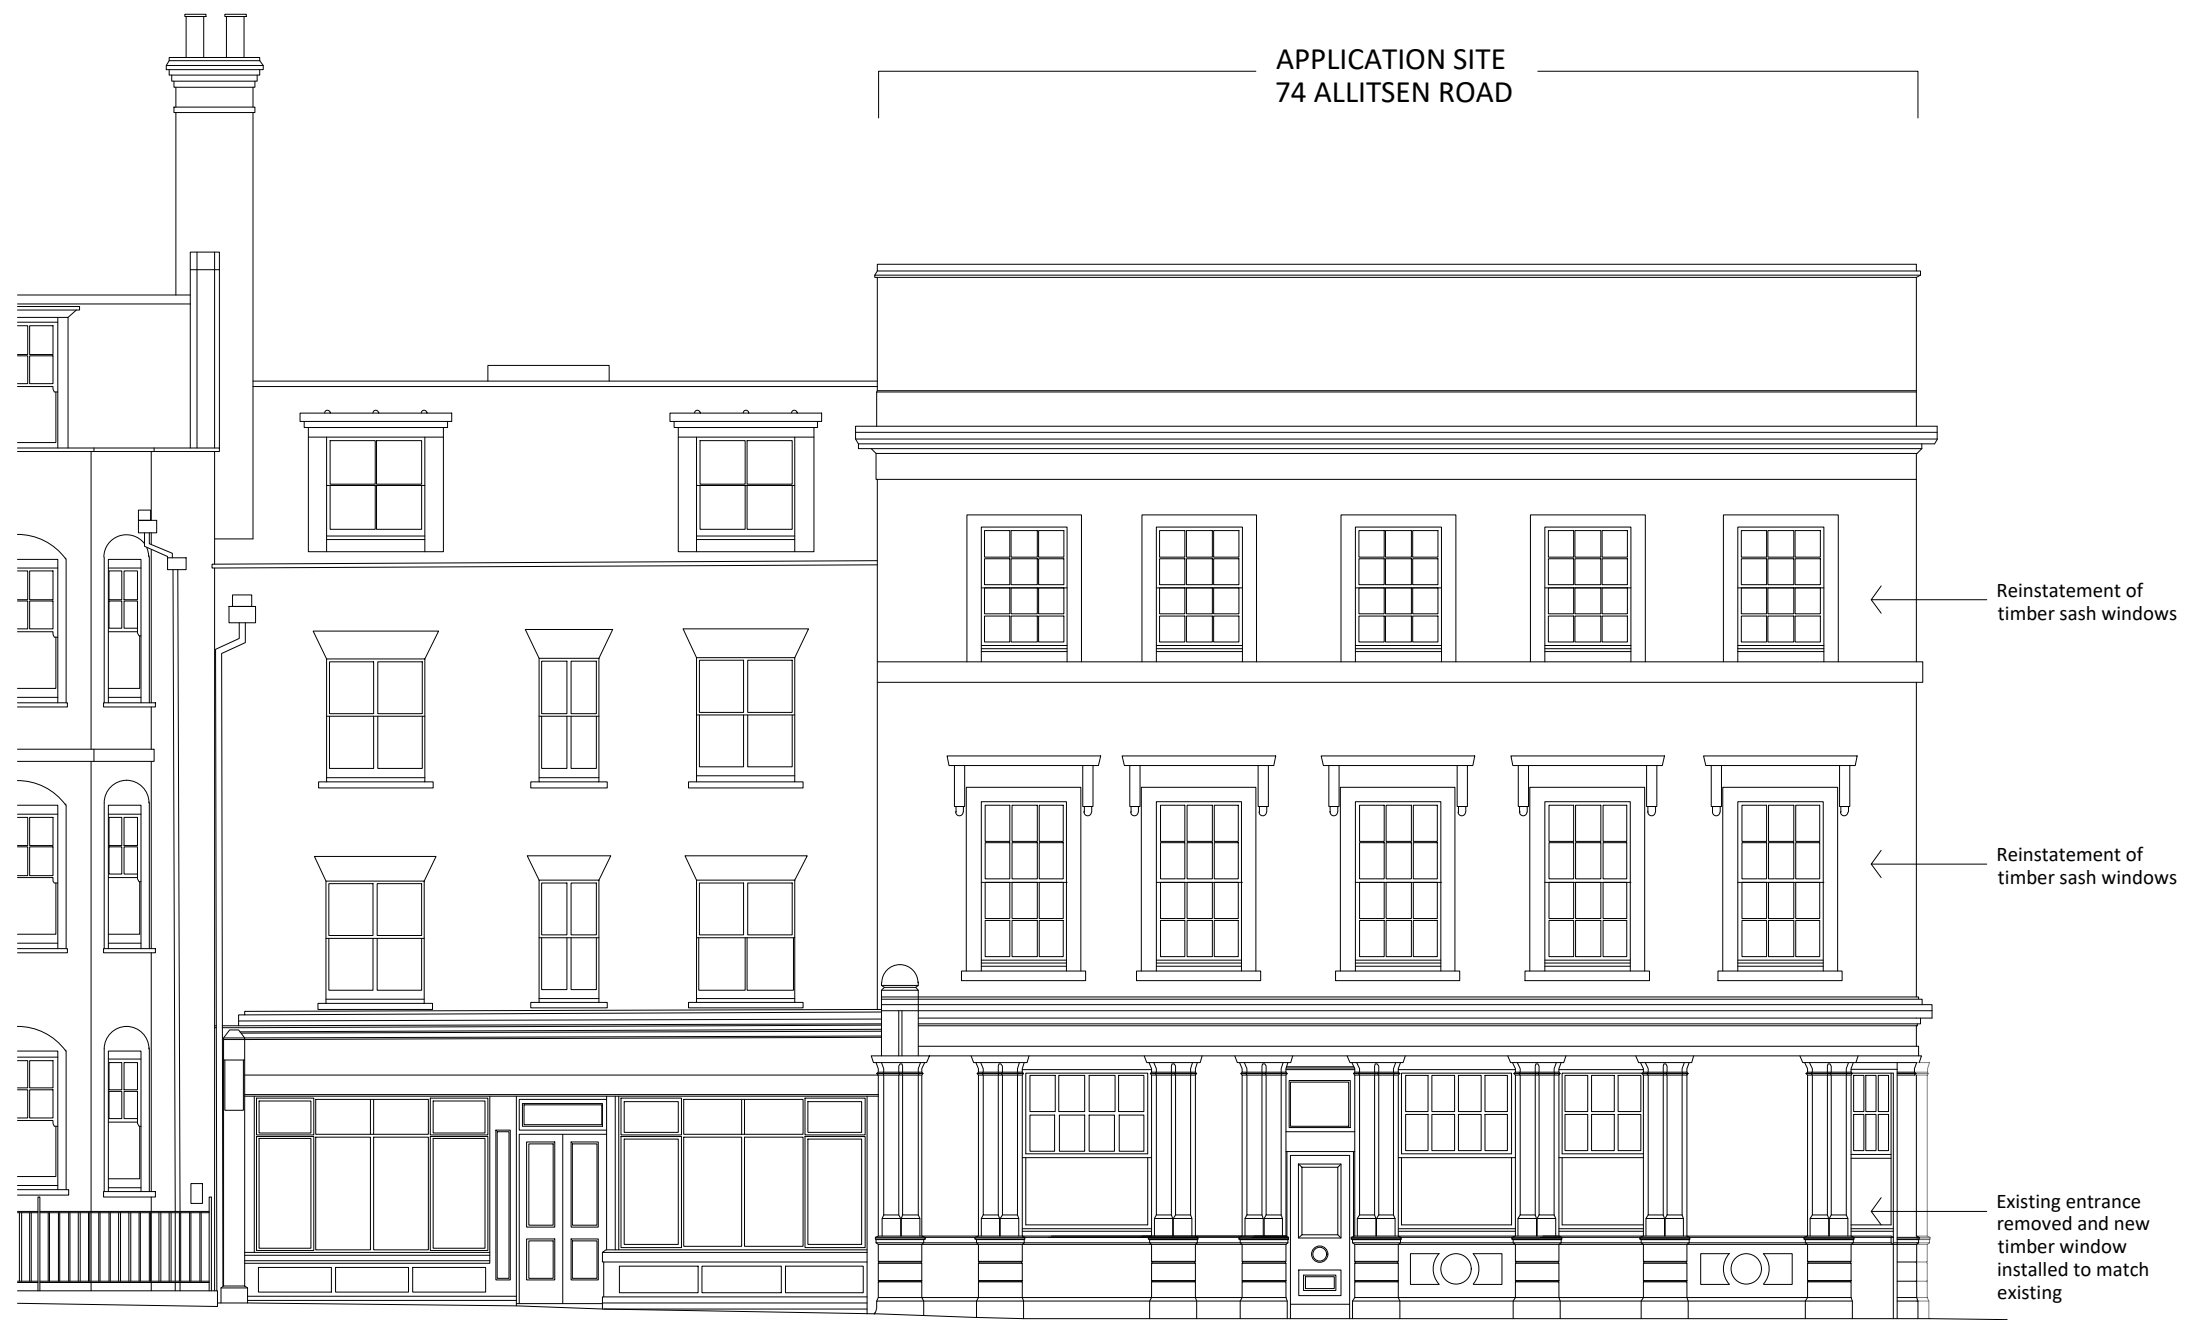 APPLICATION SITE
74 ALLITSEN ROAD
Reinstatement of
timber sash windows
Reinstatement of
timber sash windows
Existing entrance
removed and new
timber window
installed to match
existing